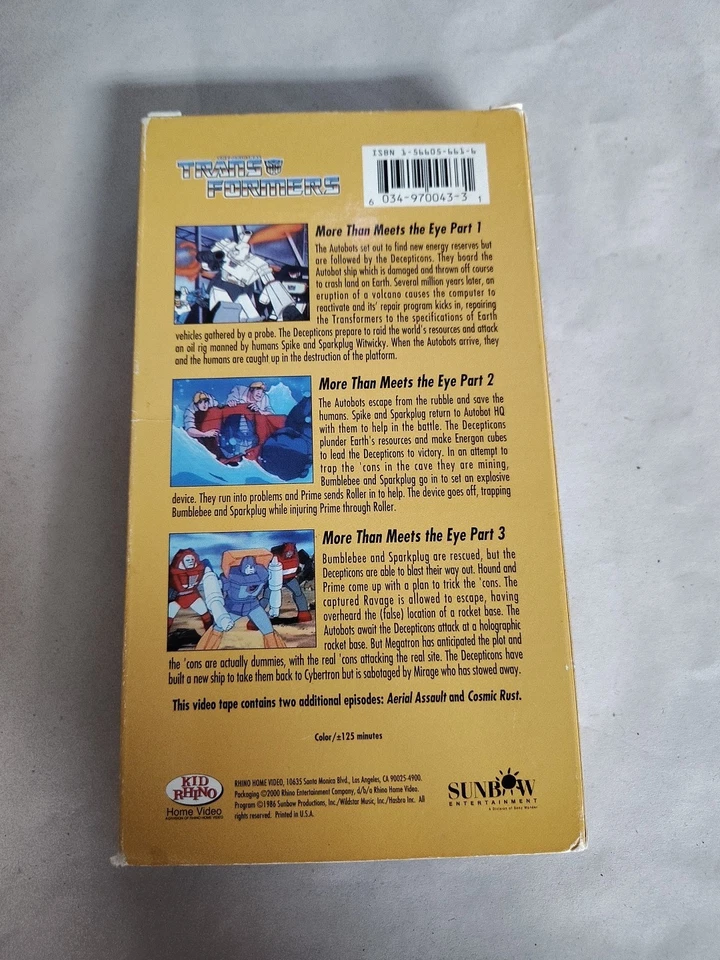 TRANSFORMERS
ISBN 1-56605-661-6
6 034-970043-3 1
More Than Meets the Eye Part 1
The Autobots set out to find new energy reserves but
are followed by the Decepticons. They board the
Autobot ship which is damaged and thrown off course
to crash land on Earth. Several million years later, an
eruption of a volcano causes the computer to
reactivate and its' repair program kicks in, repairing
the Transformers to the specifications of Earth
vehicles gathered by a probe. The Decepticons prepare to raid the world's resources and attack
an oil rig manned by humans Spike and Sparkplug Witwicky. When the Autobots arrive, they
and the humans are caught up in the destruction of the platform.
More Than Meets the Eye Part 2
The Autobots escape from the rubble and save the
humans. Spike and Sparkplug return to Autobot HQ
with them to help in the battle. The Decepticons
plunder Earth's resources and make Energon cubes
to lead the Decepticons to victory. In an attempt to
trap the 'cons in the cave they are mining,
Bumblebee and Sparkplug go in to set an explosive
device. They run into problems and Prime sends Roller in to help. The device goes off, trapping
Bumblebee and Sparkplug while injuring Prime through Roller.
More Than Meets the Eye Part 3
Bumblebee and Sparkplug are rescued, but the
Decepticons are able to blast their way out. Hound and
Prime come up with a plan to trick the 'cons. The
captured Ravage is allowed to escape, having
overheard the (false) location of a rocket base. The
Autobots await the Decepticons attack at a holographic
rocket base. But Megatron has anticipated the plot and
the 'cons are actually dummies, with the real 'cons attacking the real site. The Decepticons have
built a new ship to take them back to Cybertron but is sabotaged by Mirage who has stowed away.
This video tape contains two additional episodes: Aerial Assault and Cosmic Rust.
Color/±125 minutes
KID
RHINO
Home Video
RHINO HOME VIDEO, 10635 Santa Monica Blvd., Los Angeles, CA 90025-4900.
Packaging ©2000 Rhino Entertainment Company, d/b/a Rhino Home Video.
Program ©1986 Sunbow Productions, Inc./Wildstar Music, Inc./Hasbro Inc. All
rights reserved. Printed in U.S.A.
SUNBOW
ENTERTAINMENT